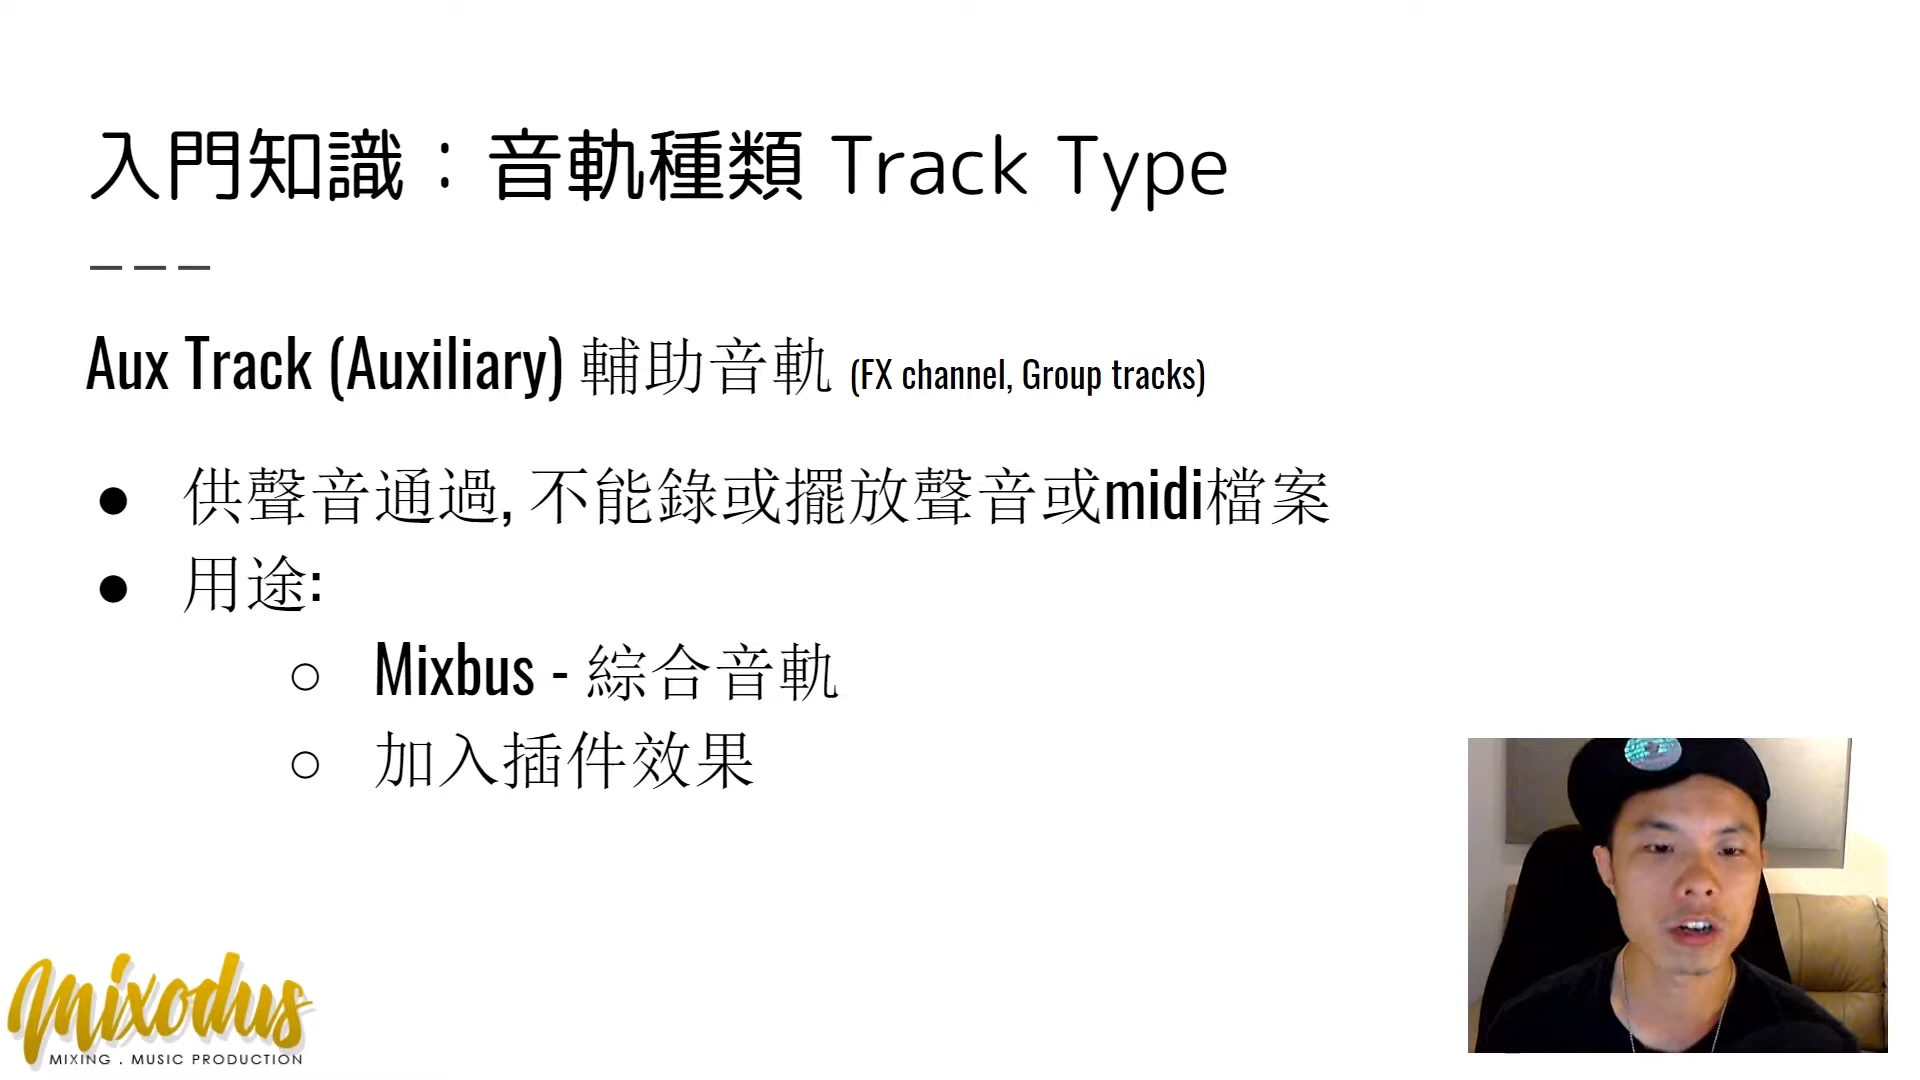 入門知識：音軌種類 Track Type
Aux Track (Auxiliary) 輔助音軌 (FX channel, Group tracks)
● 供聲音通過, 不能錄或擺放聲音或midi檔案
● 用途:
○ Mixbus - 綜合音軌
○ 加入插件效果
mixodus
MIXING . MUSIC PRODUCTION